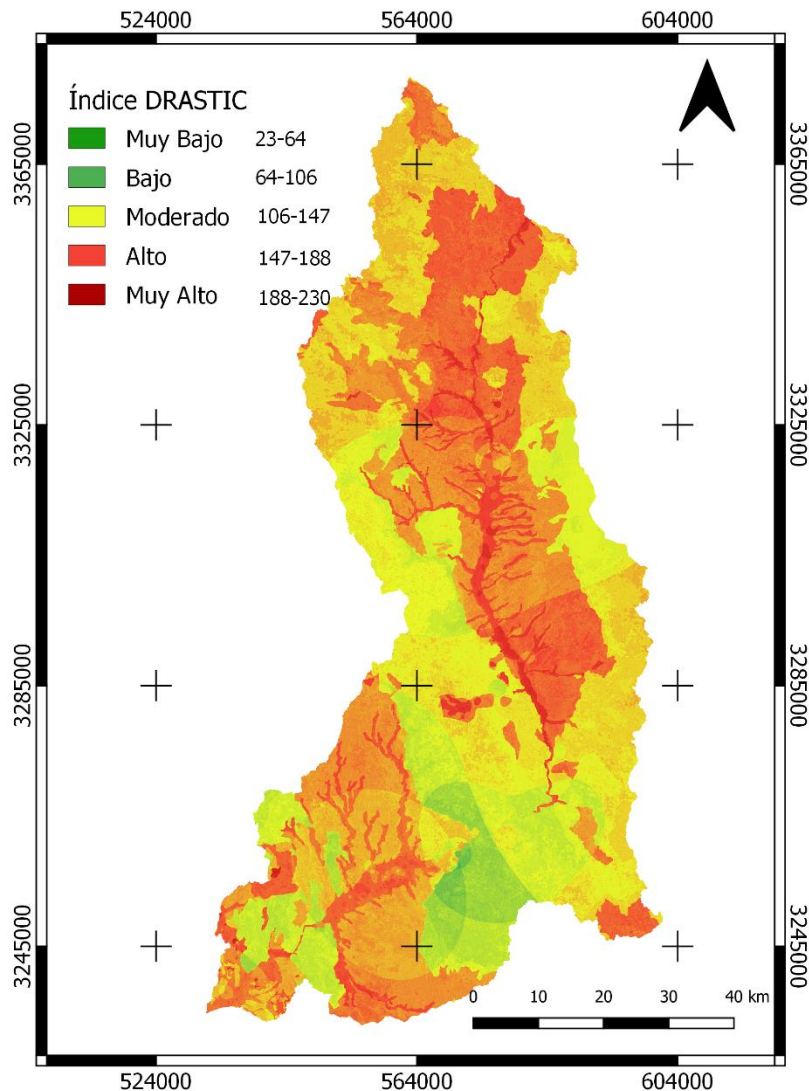 524000 564000 604000
Índice DRASTIC
Muy Bajo 23-64
Bajo 64-106
Moderado 106-147
Alto 147-188
Muy Alto 188-230
3365000 3365000
3325000 3325000
3285000 3285000
3245000 3245000
0 10 20 30 40 km
524000 564000 604000